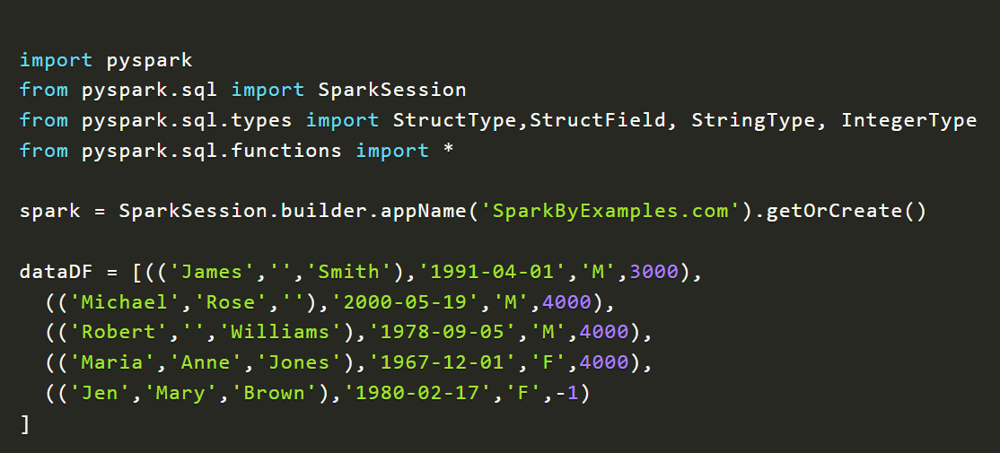 import pyspark
from pyspark.sql import SparkSession
from pyspark.sql.types import StructType,StructField, StringType, IntegerType
from pyspark.sql.functions import *
spark = SparkSession.builder.appName('SparkByExamples.com').getOrCreate()
dataDF = [(('James','','Smith'),'1991-04-01','M',3000),
  (('Michael','Rose',''),'2000-05-19','M',4000),
  (('Robert','','Williams'),'1978-09-05','M',4000),
  (('Maria','Anne','Jones'),'1967-12-01','F',4000),
  (('Jen','Mary','Brown'),'1980-02-17','F',-1)
]